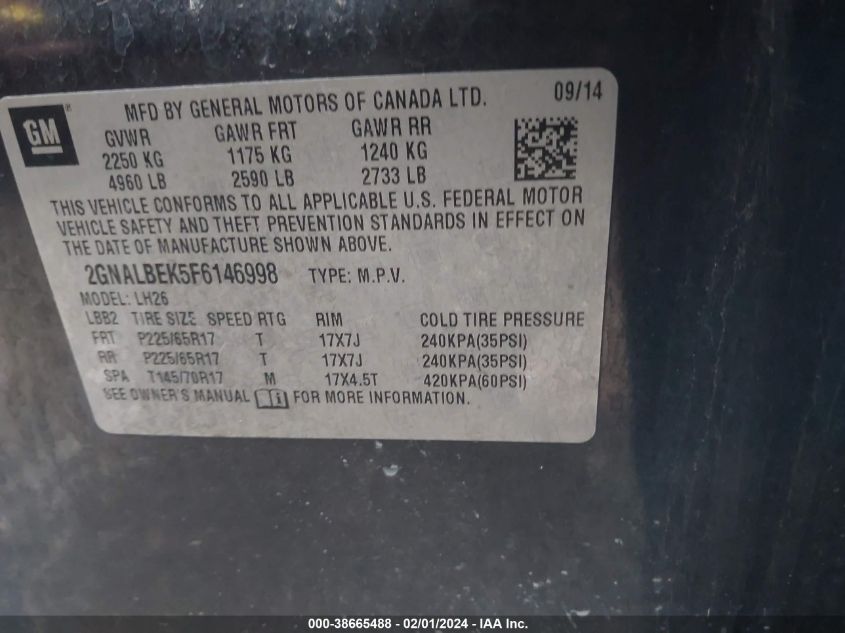 MFD BY GENERAL MOTORS OF CANADA LTD. 09/14
GM
GVWR GAWR FRT GAWR RR
2250 KG 1175 KG 1240 KG
4960 LB 2590 LB 2733 LB
THIS VEHICLE CONFORMS TO ALL APPLICABLE U.S. FEDERAL MOTOR
VEHICLE SAFETY AND THEFT PREVENTION STANDARDS IN EFFECT ON
THE DATE OF MANUFACTURE SHOWN ABOVE.
2GNALBEK5F6146998 TYPE: M.P.V.
MODEL: LH26
LBB2 TIRE SIZE SPEED RTG RIM COLD TIRE PRESSURE
FRT P225/65R17 T 17X7J 240KPA(35PSI)
RR P225/65R17 T 17X7J 240KPA(35PSI)
SPA T145/70R17 M 17X4.5T 420KPA(60PSI)
SEE OWNER'S MANUAL FOR MORE INFORMATION.
000-38665488 - 02/01/2024 - IAA Inc.